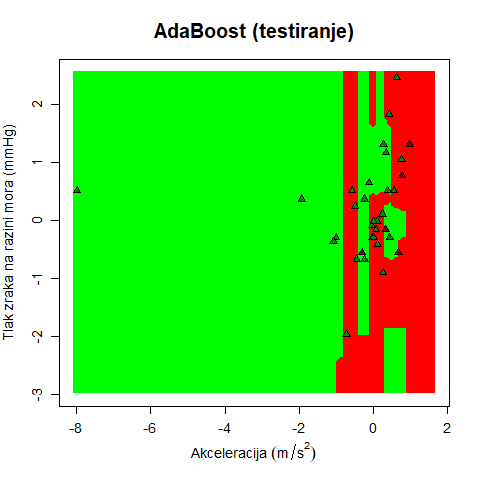 AdaBoost (testiranje)
Tlak zraka na razini mora (mmHg)
2
1
0
-1
-2
-3
-8 -6 -4 -2 0 2
Akceleracija (m/s²)